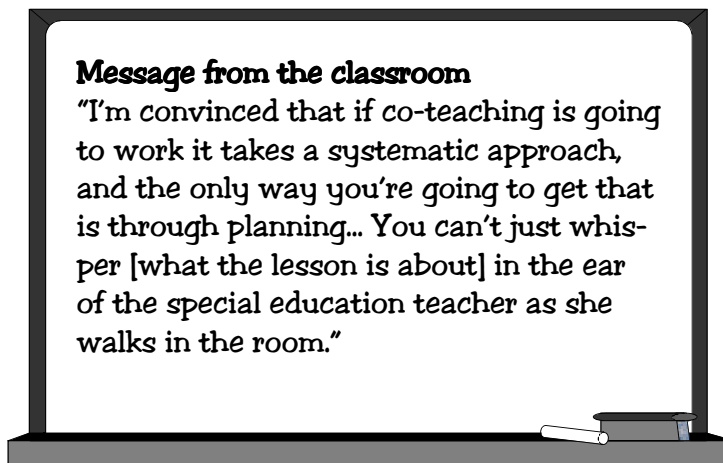 Message from the classroom
“I’m convinced that if co-teaching is going
to work it takes a systematic approach,
and the only way you’re going to get that
is through planning... You can’t just whis-
per [what the lesson is about] in the ear
of the special education teacher as she
walks in the room.”